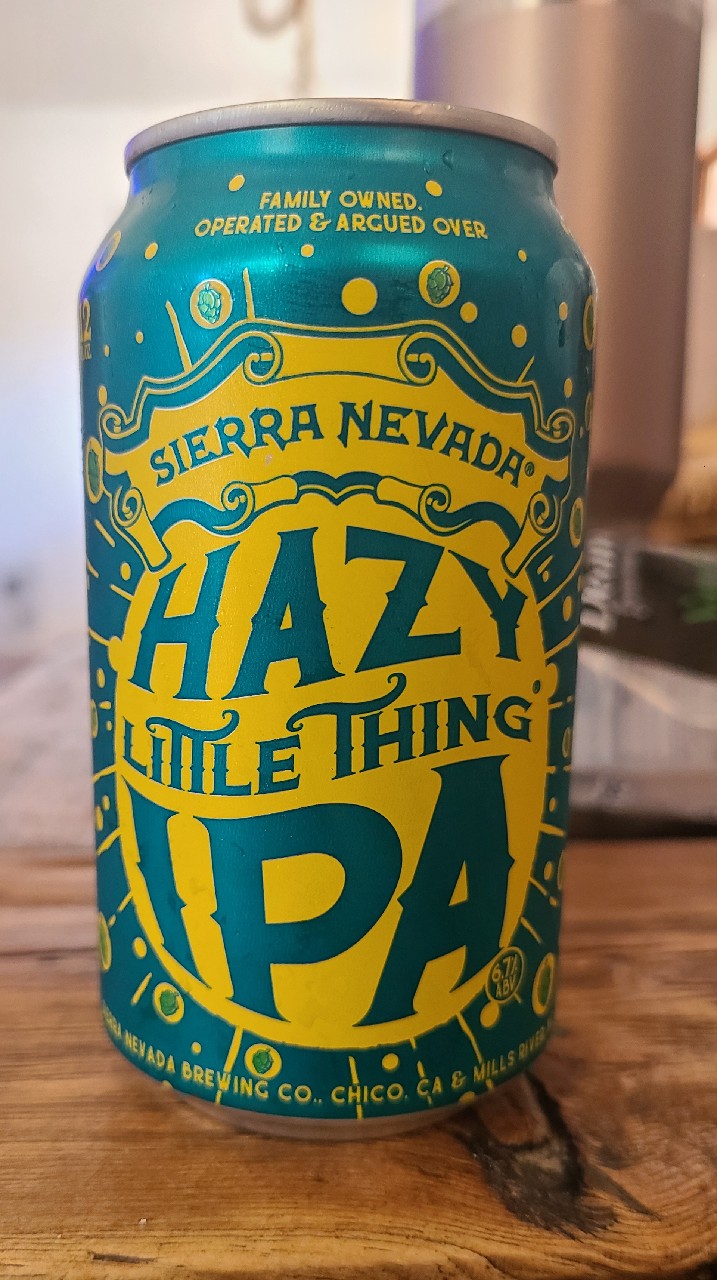 FAMILY OWNED.
OPERATED & ARGUED OVER
12
SIERRA NEVADA®
HAZY
LITTLE THING
IPA
6.7%
ABV
NEVADA BREWING CO., CHICO, CA & MILLS RIVER,